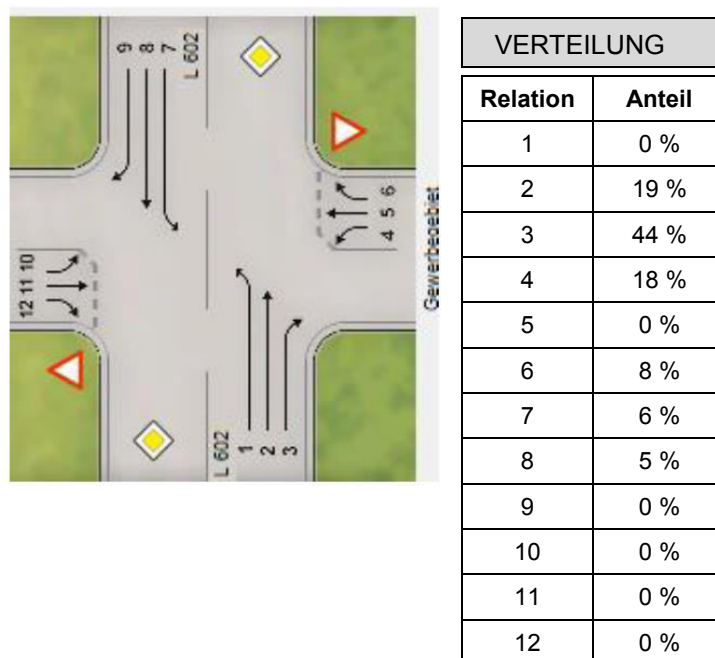 9 8 7
L 602
6
5
4
Gewerbegebiet
12 11 10
L 602
1 2 3
VERTEILUNG
Relation Anteil
1 0 %
2 19 %
3 44 %
4 18 %
5 0 %
6 8 %
7 6 %
8 5 %
9 0 %
10 0 %
11 0 %
12 0 %